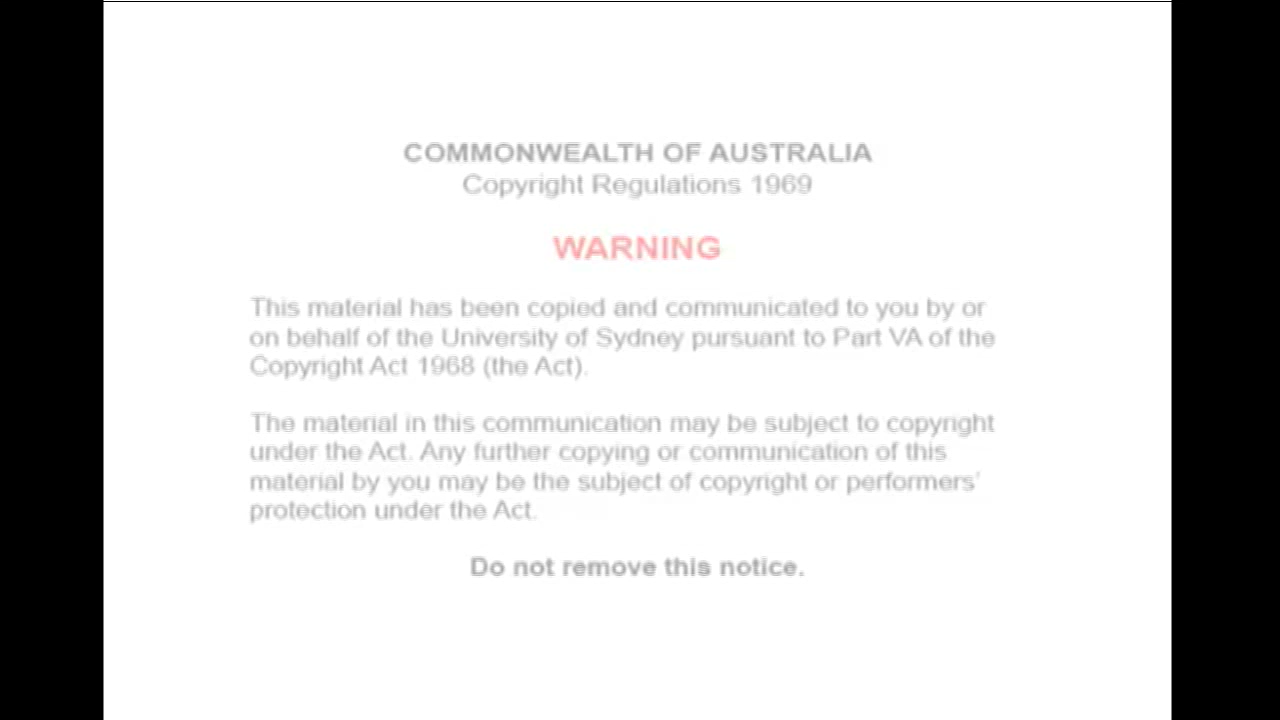 COMMONWEALTH OF AUSTRALIA
Copyright Regulations 1969
WARNING
This material has been copied and communicated to you by or
on behalf of the University of Sydney pursuant to Part VA of the
Copyright Act 1968 (the Act).
The material in this communication may be subject to copyright
under the Act. Any further copying or communication of this
material by you may be the subject of copyright or performers'
protection under the Act.
Do not remove this notice.